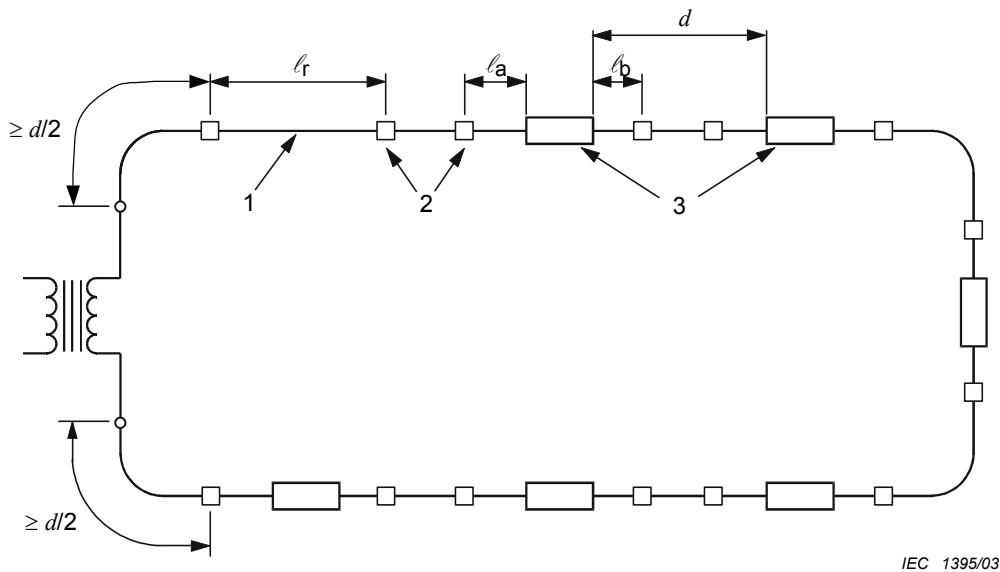 d
ℓr
ℓa
ℓb
≥ d/2
1
2
3
≥ d/2
IEC 1395/03